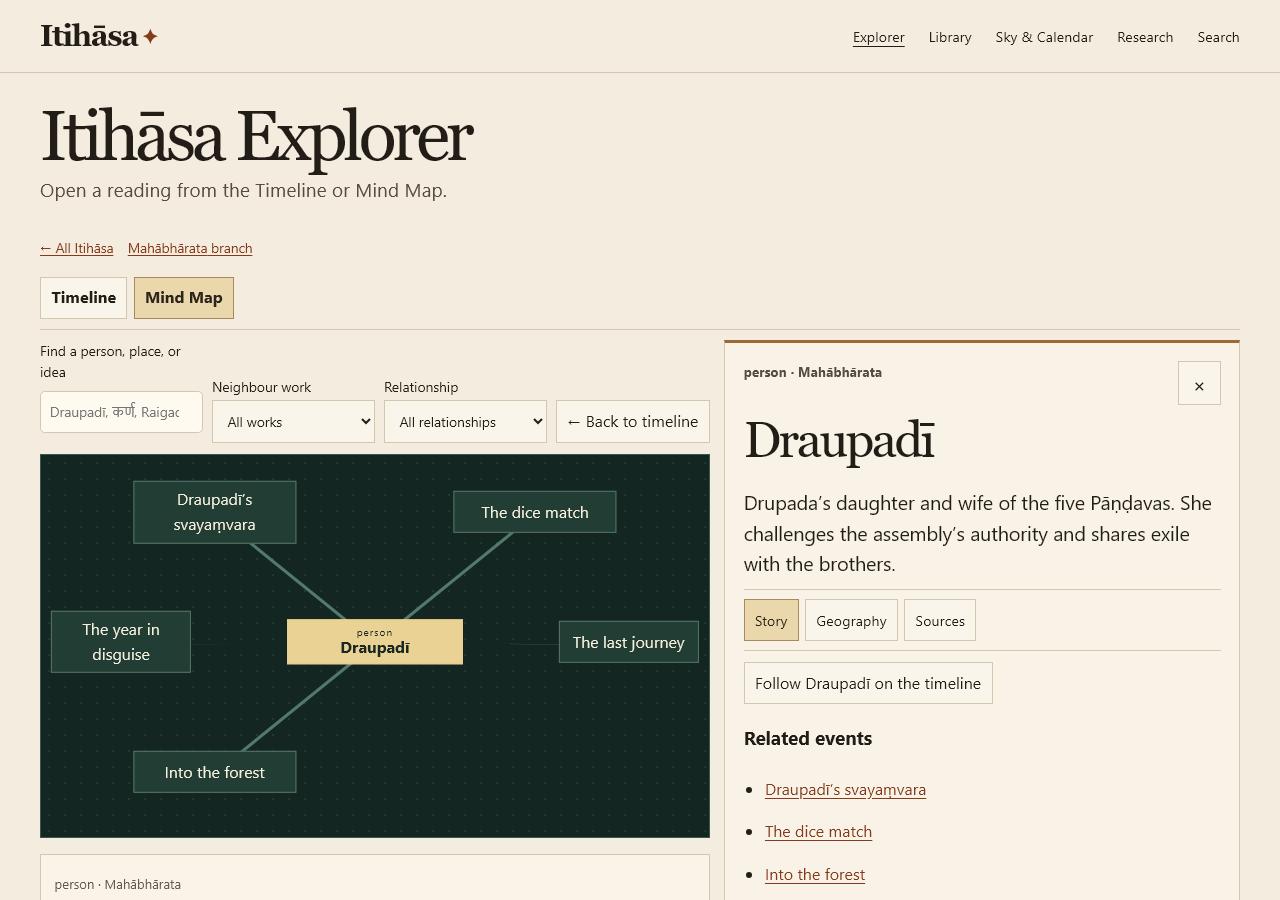 Itihāsa ✦
Explorer Library Sky & Calendar Research Search
Itihāsa Explorer
Open a reading from the Timeline or Mind Map.
← All Itihāsa Mahābhārata branch
Timeline Mind Map
Find a person, place, or
idea
Neighbour work
Relationship
Draupadī, कर्ण, Raigac
All works
All relationships
← Back to timeline
Draupadī’s
svayaṃvara
The dice match
The year in
disguise
person
Draupadī
The last journey
Into the forest
person · Mahābhārata
person · Mahābhārata
×
Draupadī
Drupada’s daughter and wife of the five Pāṇḍavas. She
challenges the assembly’s authority and shares exile
with the brothers.
Story Geography Sources
Follow Draupadī on the timeline
Related events
Draupadī’s svayaṃvara
The dice match
Into the forest